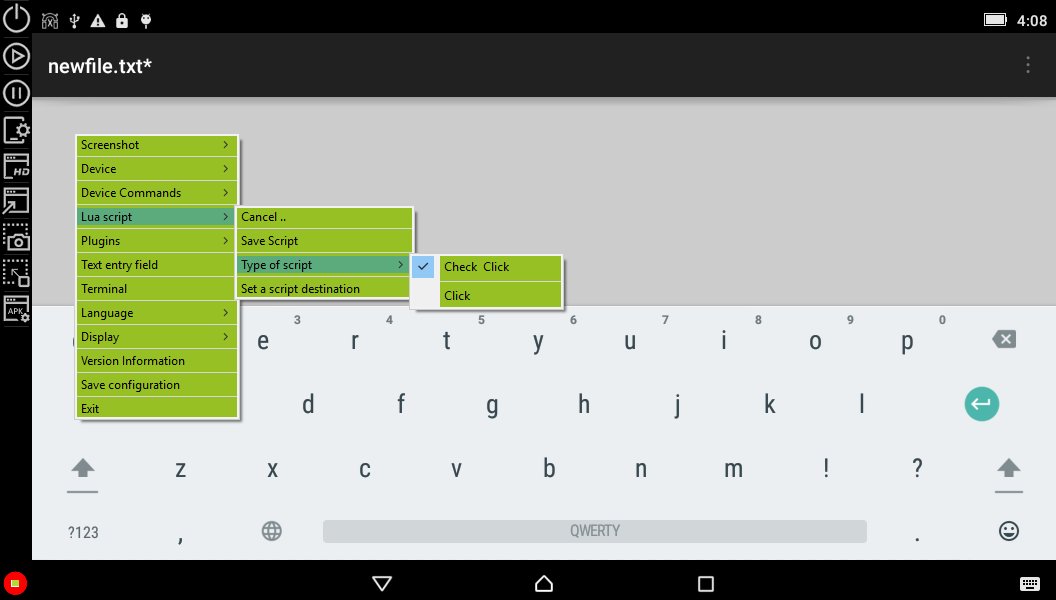 4:08
newfile.txt*
HD
APK
Screenshot
Device
Device Commands
Lua script
Plugins
Text entry field
Terminal
Language
Display
Version Information
Save configuration
Exit
Cancel ..
Save Script
Type of script
Set a script destination
Check Click
Click
3 4 5 6 7 8 9 0
e r t y u i o p
d f g h j k l
z x c v b n m ! ?
?123 , QWERTY .